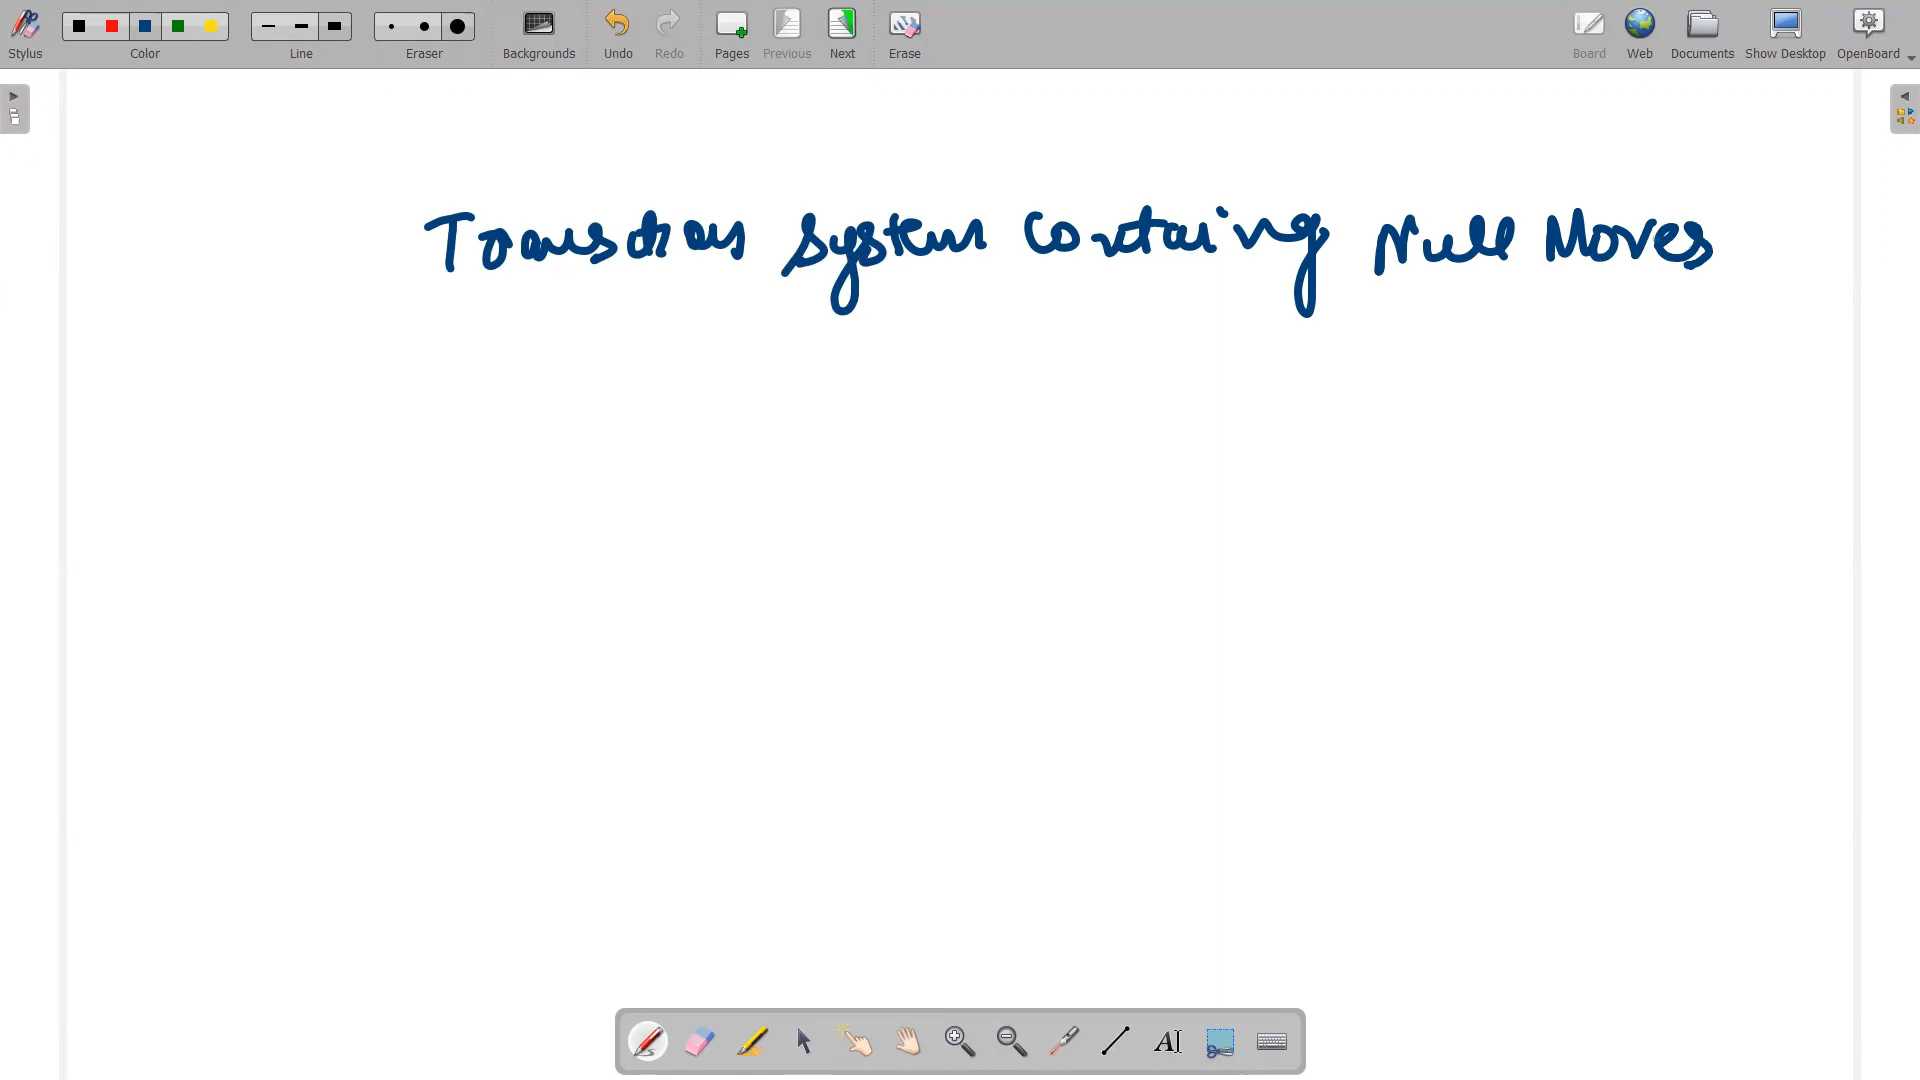 Stylus Color Line Eraser Backgrounds Undo Redo Pages Previous Next Erase Board Web Documents Show Desktop OpenBoard
Transition system Containing Null Moves